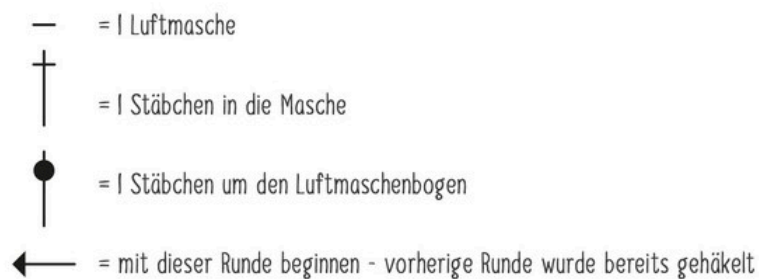 = 1 Luftmasche
= 1 Stäbchen in die Masche
= 1 Stäbchen um den Luftmaschenbogen
= mit dieser Runde beginnen - vorherige Runde wurde bereits gehäkelt